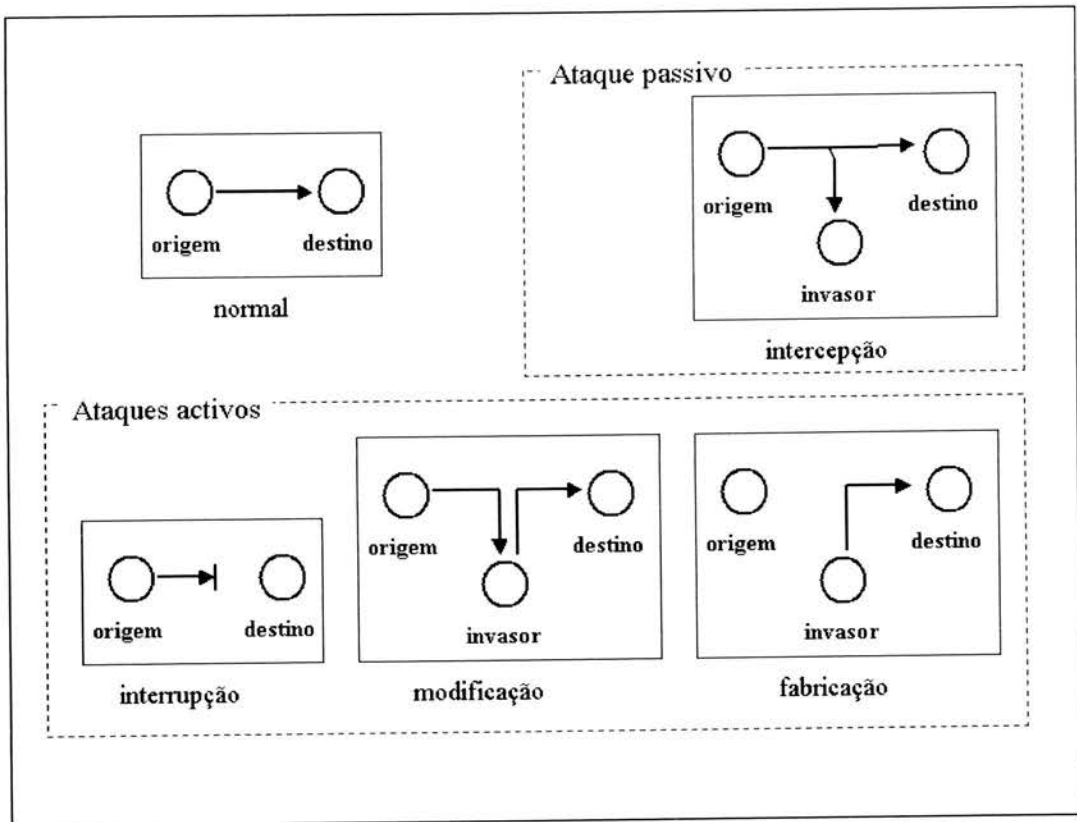 Ataque passivo
origem
destino
normal
origem
destino
invasor
intercepção
Ataques activos
origem
destino
interrupção
origem
destino
invasor
modificação
origem
destino
invasor
fabricação